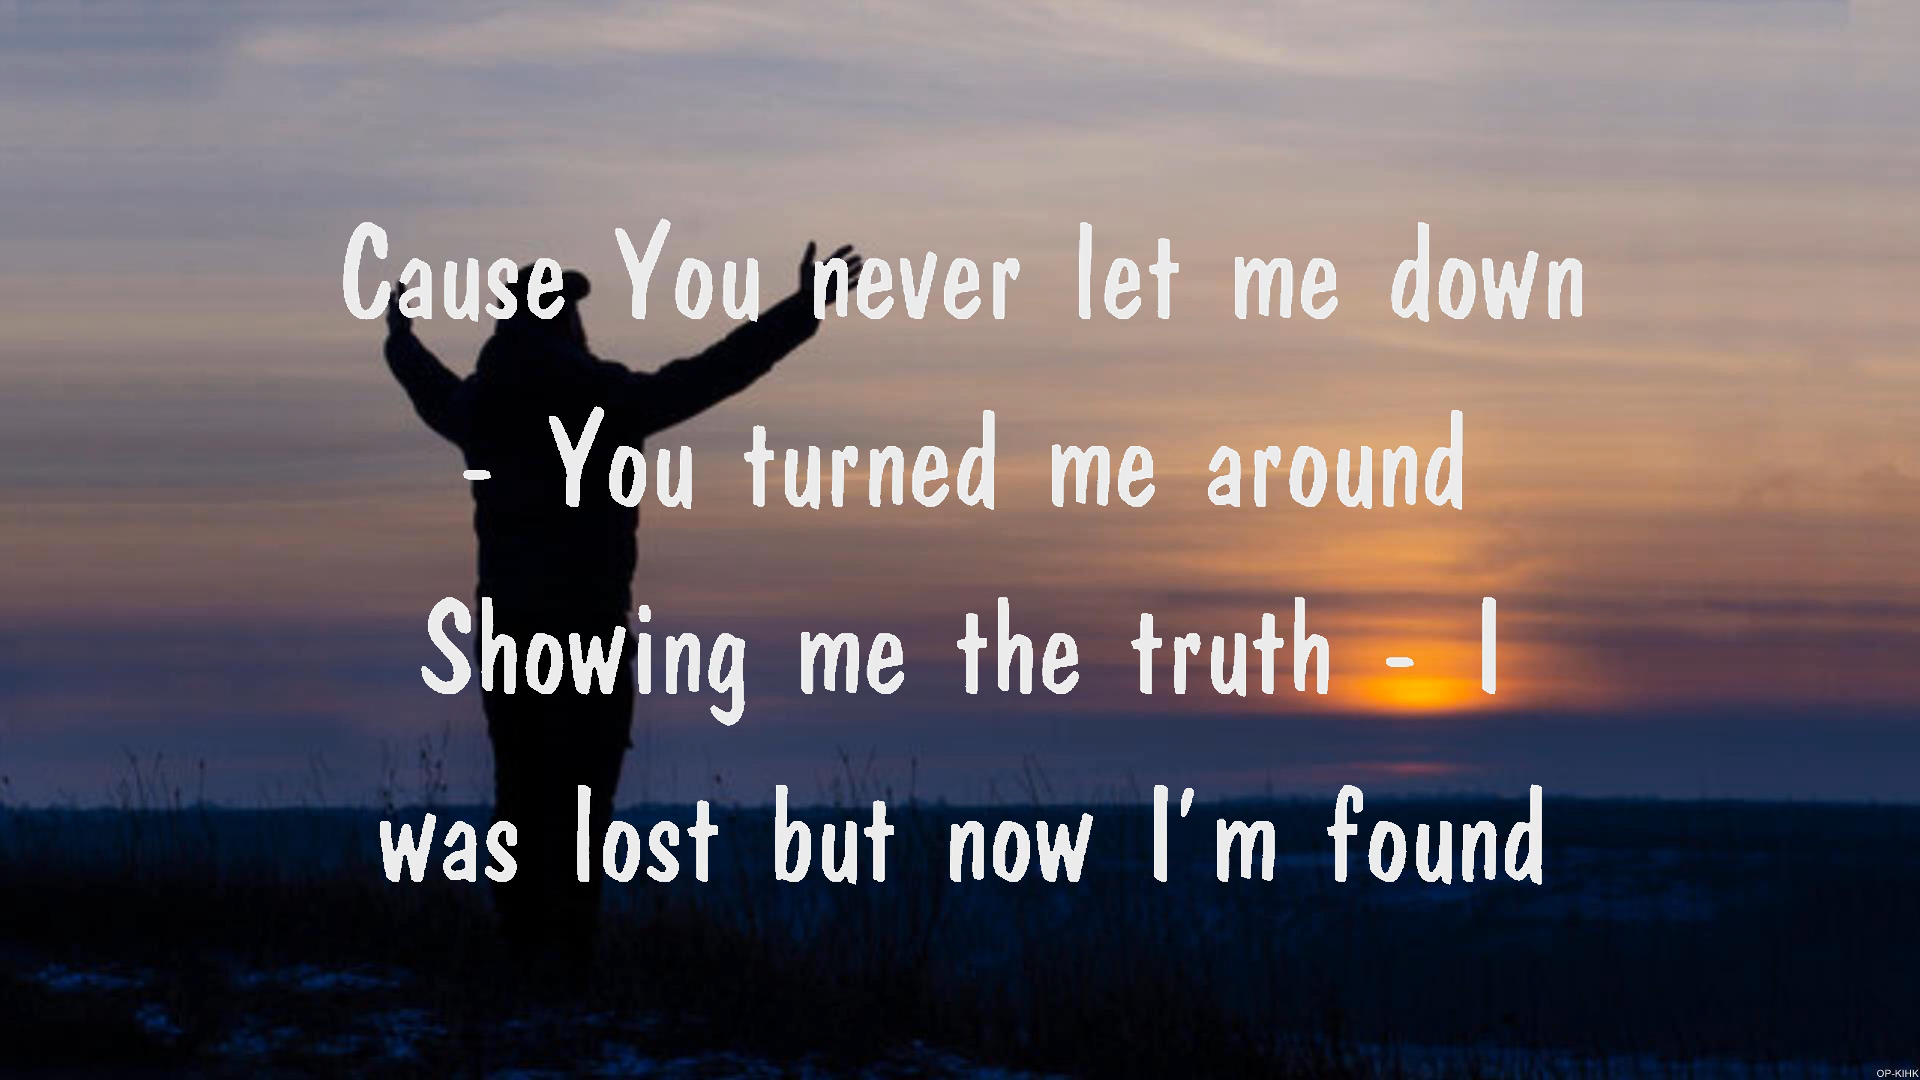 Cause You never let me down
- You turned me around
Showing me the truth - I
was lost but now I'm found
OP-KIHK